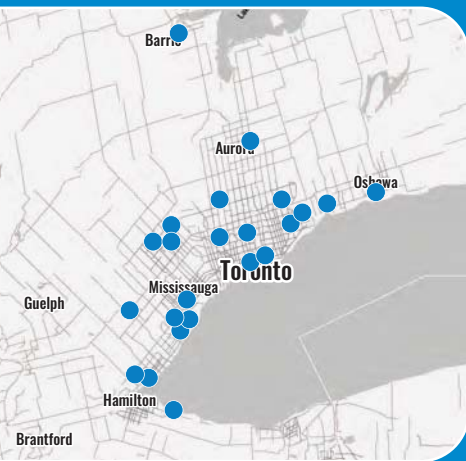 Barrie
Aurora
Oshawa
Toronto
Mississauga
Guelph
Hamilton
Brantford